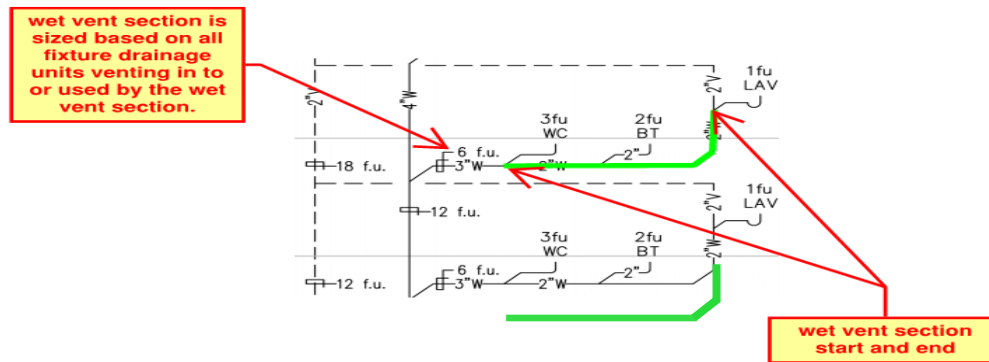 wet vent section is
sized based on all
fixture drainage
units venting in to
or used by the wet
vent section.
2"V
4"W
2"V
1fu
LAV
3fu
WC
2fu
BT
2"W
6 f.u.
18 f.u.
3"W
2"W
2"
12 f.u.
2"V
1fu
LAV
3fu
WC
2fu
BT
2"W
6 f.u.
12 f.u.
3"W
2"W
2"
wet vent section
start and end